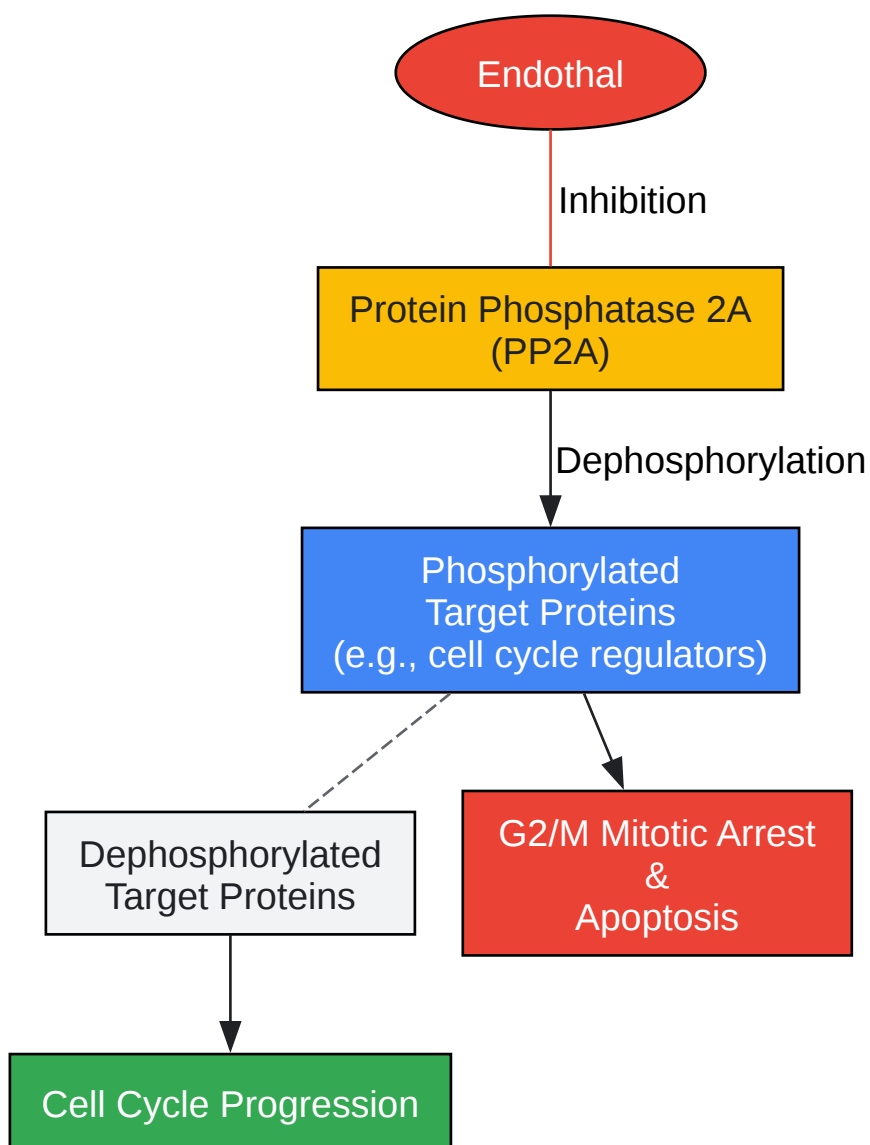 Endothal
Inhibition
Protein Phosphatase 2A
(PP2A)
Dephosphorylation
Phosphorylated
Target Proteins
(e.g., cell cycle regulators)
Dephosphorylated
Target Proteins
G2/M Mitotic Arrest
&
Apoptosis
Cell Cycle Progression